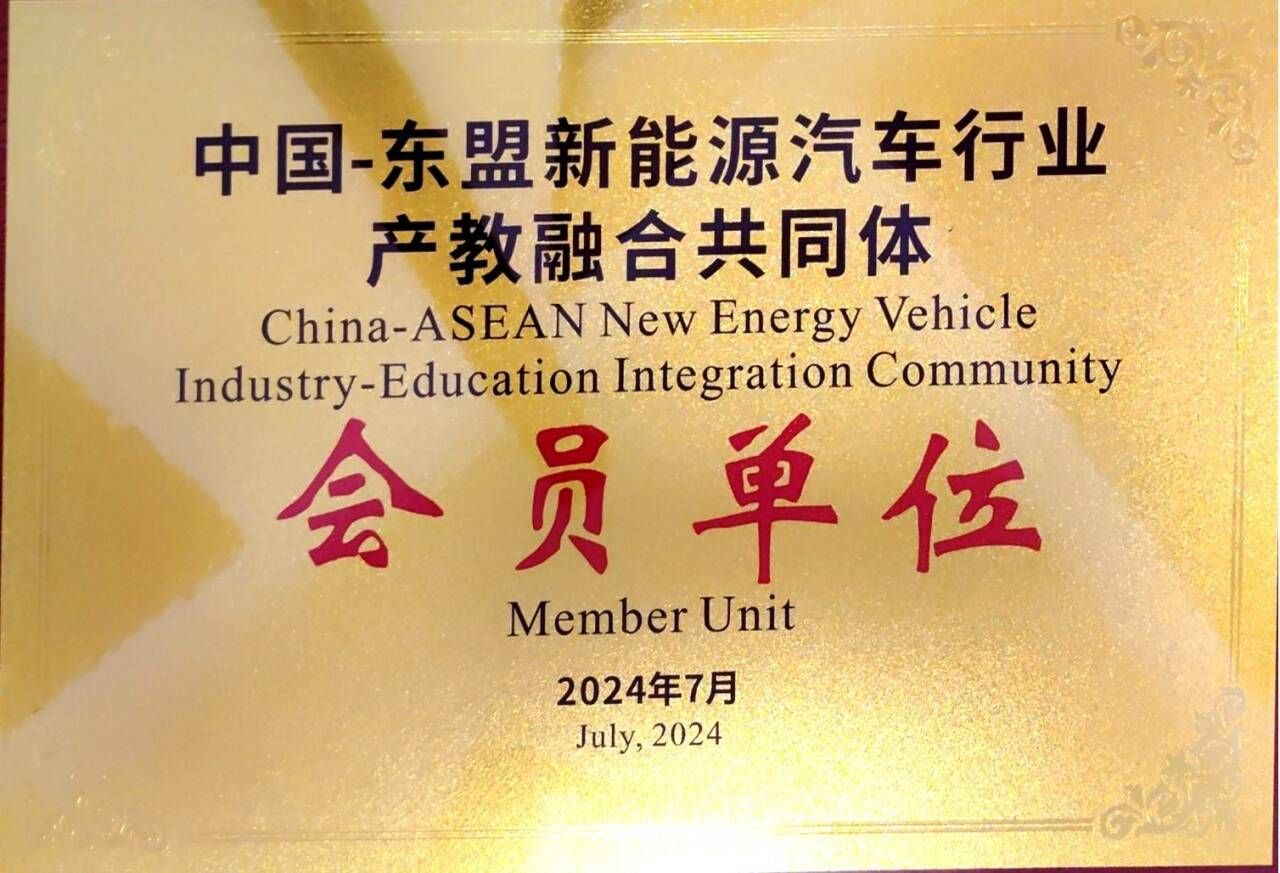 中国-东盟新能源汽车行业
产教融合共同体
China-ASEAN New Energy Vehicle
Industry-Education Integration Community
会员单位
Member Unit
2024年7月
July, 2024